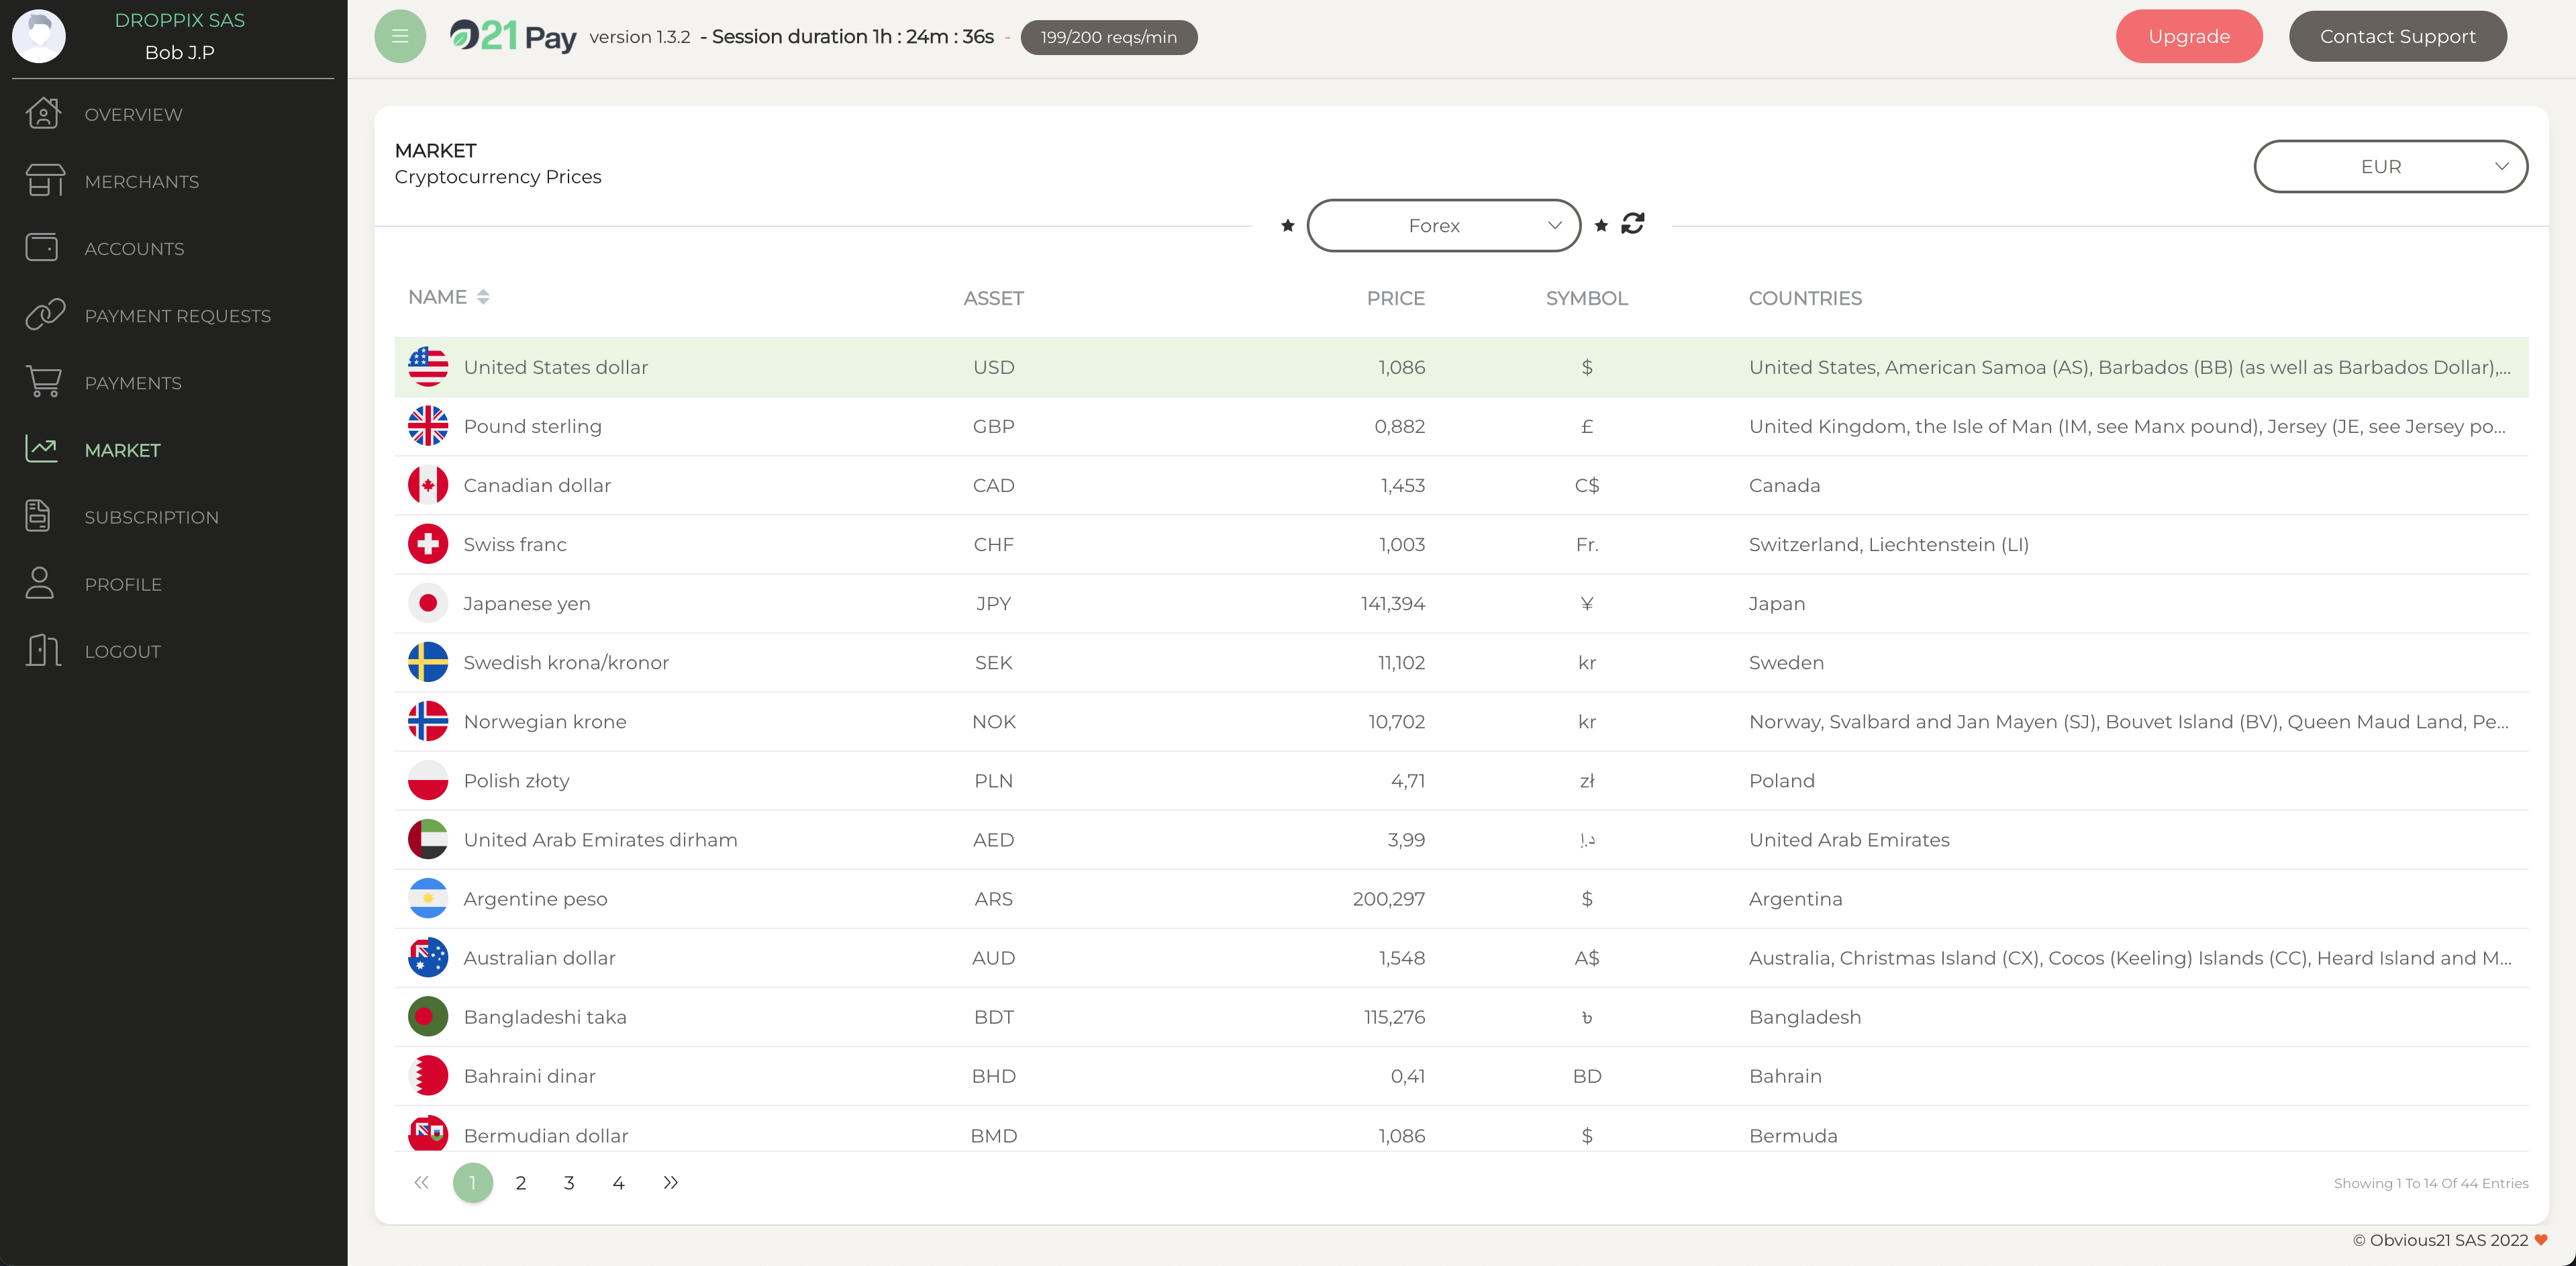 DROPPIX SAS
Bob J.P
OVERVIEW
MERCHANTS
ACCOUNTS
PAYMENT REQUESTS
PAYMENTS
MARKET
SUBSCRIPTION
PROFILE
LOGOUT
21 Pay version 1.3.2 - Session duration 1h : 24m : 36s - 199/200 reqs/min Upgrade Contact Support
MARKET
Cryptocurrency Prices
EUR
Forex
NAME ASSET PRICE SYMBOL COUNTRIES
United States dollar USD 1,086 $ United States, American Samoa (AS), Barbados (BB) (as well as Barbados Dollar),...
Pound sterling GBP 0,882 £ United Kingdom, the Isle of Man (IM, see Manx pound), Jersey (JE, see Jersey po...
Canadian dollar CAD 1,453 C$ Canada
Swiss franc CHF 1,003 Fr. Switzerland, Liechtenstein (LI)
Japanese yen JPY 141,394 ¥ Japan
Swedish krona/kronor SEK 11,102 kr Sweden
Norwegian krone NOK 10,702 kr Norway, Svalbard and Jan Mayen (SJ), Bouvet Island (BV), Queen Maud Land, Pe...
Polish złoty PLN 4,71 zł Poland
United Arab Emirates dirham AED 3,99 د.إ United Arab Emirates
Argentine peso ARS 200,297 $ Argentina
Australian dollar AUD 1,548 A$ Australia, Christmas Island (CX), Cocos (Keeling) Islands (CC), Heard Island and M...
Bangladeshi taka BDT 115,276 ৳ Bangladesh
Bahraini dinar BHD 0,41 BD Bahrain
Bermudian dollar BMD 1,086 $ Bermuda
« 1 2 3 4 »
Showing 1 To 14 Of 44 Entries
© Obvious21 SAS 2022